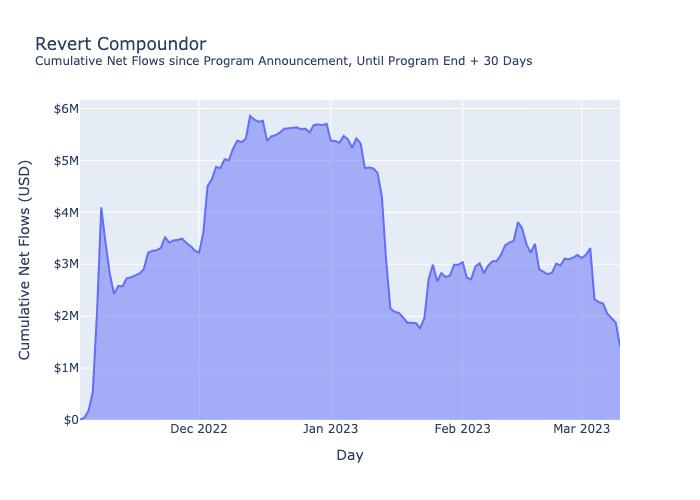 Revert Compoundor
Cumulative Net Flows since Program Announcement, Until Program End + 30 Days
Cumulative Net Flows (USD)
$6M
$5M
$4M
$3M
$2M
$1M
$0
Dec 2022
Jan 2023
Feb 2023
Mar 2023
Day